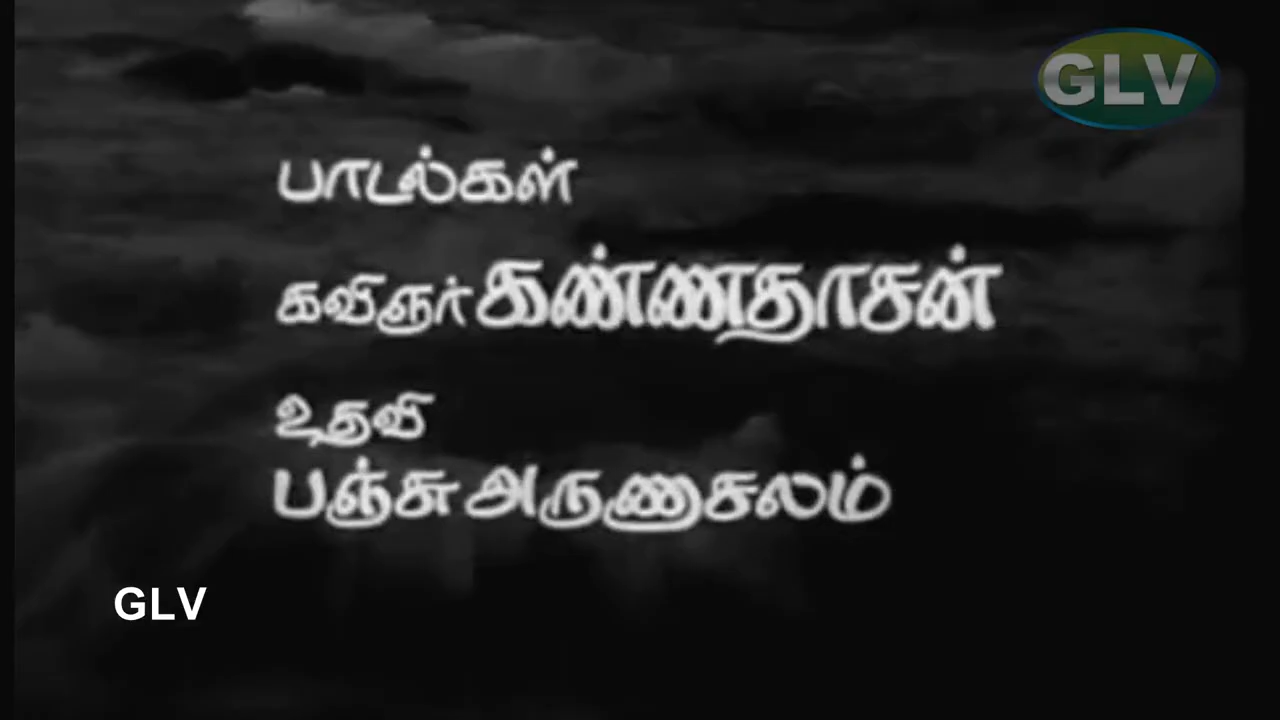 GLV
பாடல்கள்
கவிஞர் கண்ணதாசன்
உதவி
பஞ்சு அருணாசலம்
GLV